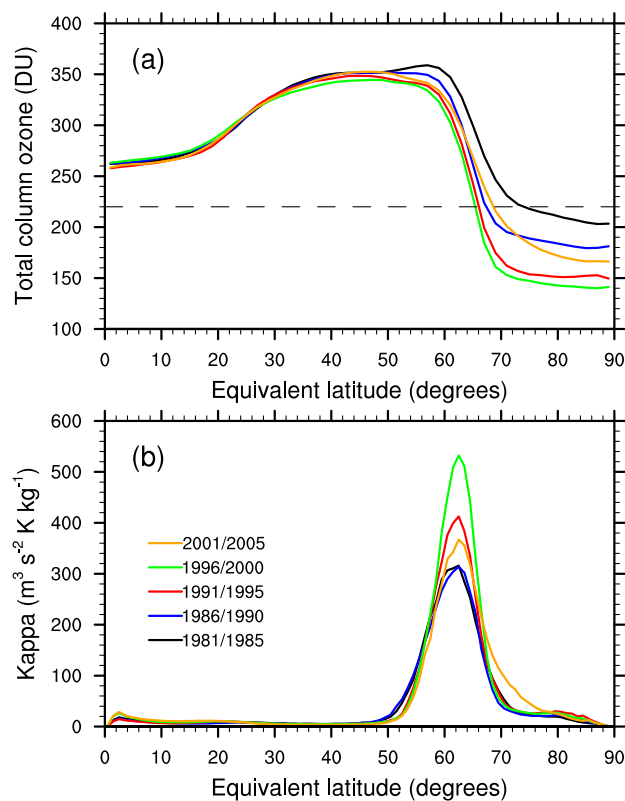 (a)
Total column ozone (DU)
400
350
300
250
200
150
100
0 10 20 30 40 50 60 70 80 90
Equivalent latitude (degrees)
(b)
Kappa (m³ s⁻² K kg⁻¹)
600
500
400
300
200
100
0
2001/2005
1996/2000
1991/1995
1986/1990
1981/1985
0 10 20 30 40 50 60 70 80 90
Equivalent latitude (degrees)